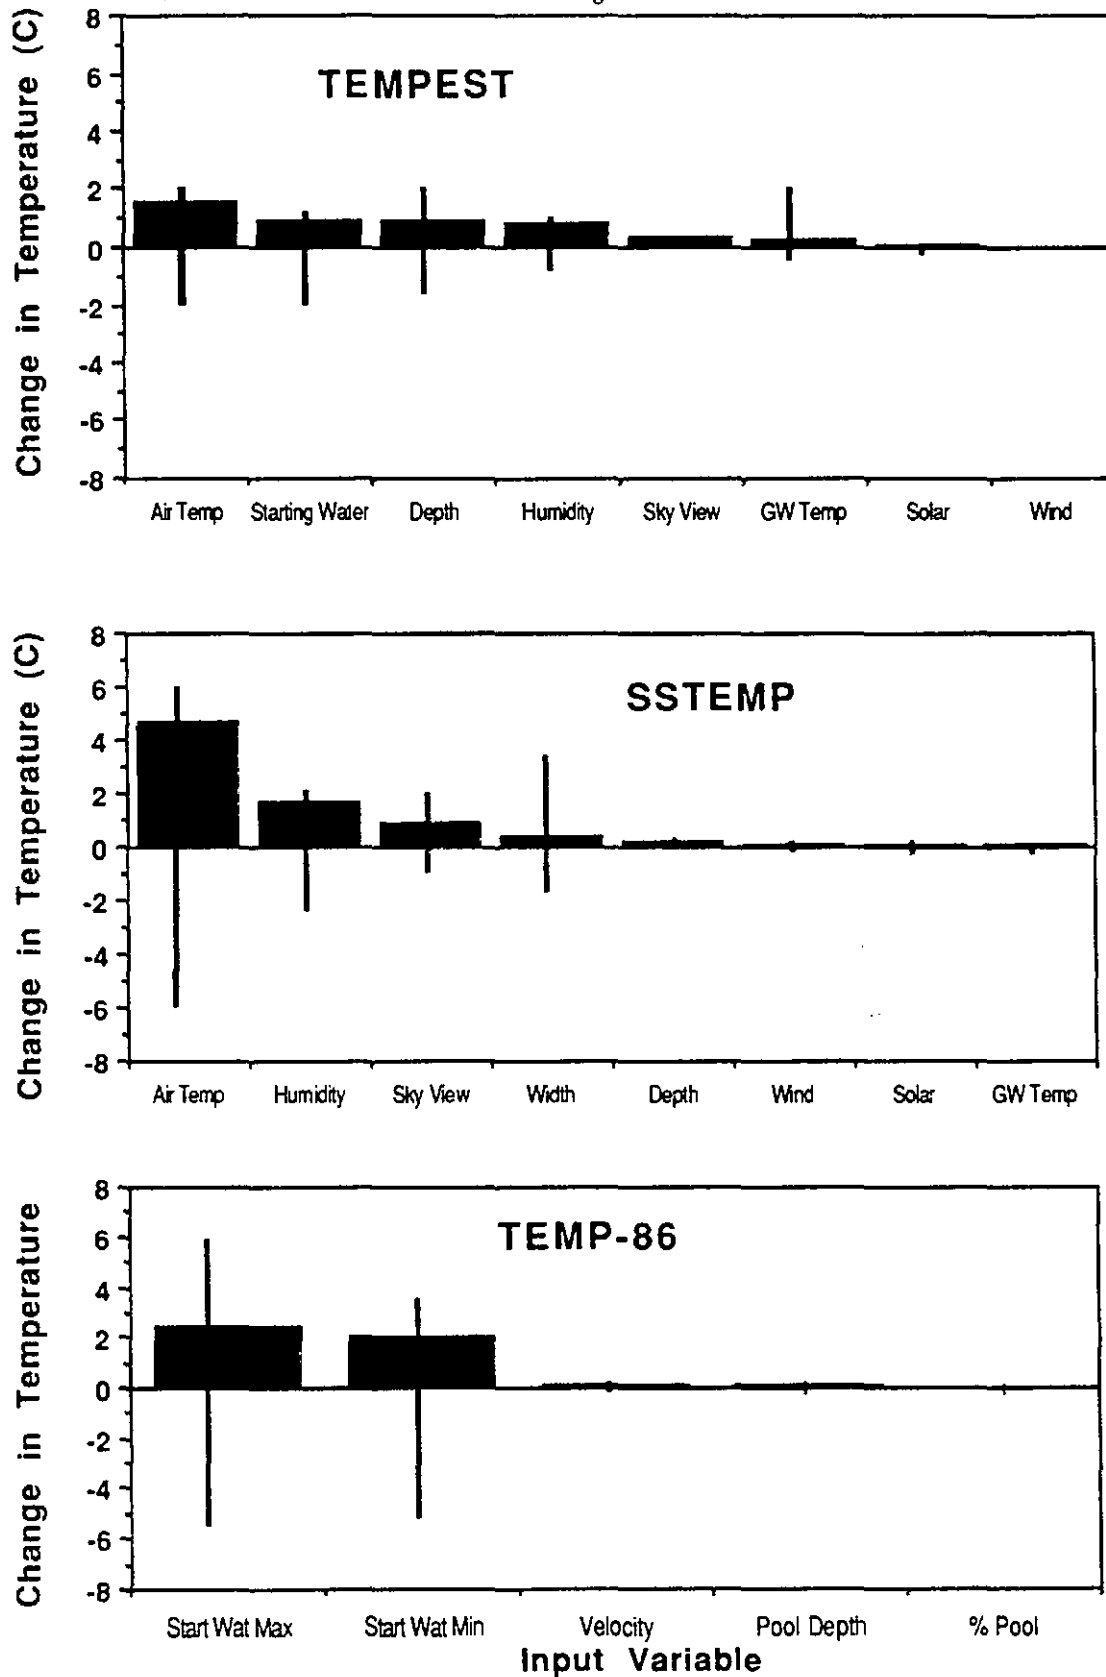 Change in Temperature (C)
8
6
4
2
0
-2
-4
-6
-8
TEMPEST
Air Temp Starting Water Depth Humidity Sky View GW Temp Solar Wind
Change in Temperature (C)
8
6
4
2
0
-2
-4
-6
-8
SSTEMP
Air Temp Humidity Sky View Width Depth Wind Solar GW Temp
Change in Temperature
8
6
4
2
0
-2
-4
-6
-8
TEMP-86
Start Wat Max Start Wat Min Velocity Pool Depth % Pool
Input Variable